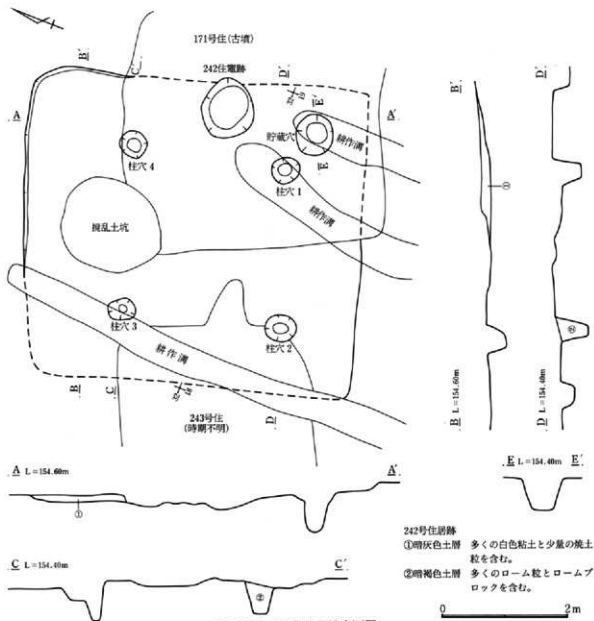 171号住(古墳)
242住竈跡
B'
C'
D'
E'
A
A'
貯蔵穴
E
耕作溝
柱穴4
柱穴1
耕作溝
攪乱土坑
柱穴3
柱穴2
耕作溝
B
C
D
243号住
(時期不明)
B'
D'
①
②
B L=154.60m
D L=154.40m
A L=154.60m
A'
①
E L=154.40m E'
C L=154.40m
C'
②
242号住居跡
①暗灰色土層 多くの白色粘土と少量の焼土
粒を含む。
②暗褐色土層 多くのローム粒とロームブ
ロックを含む。
0 2m